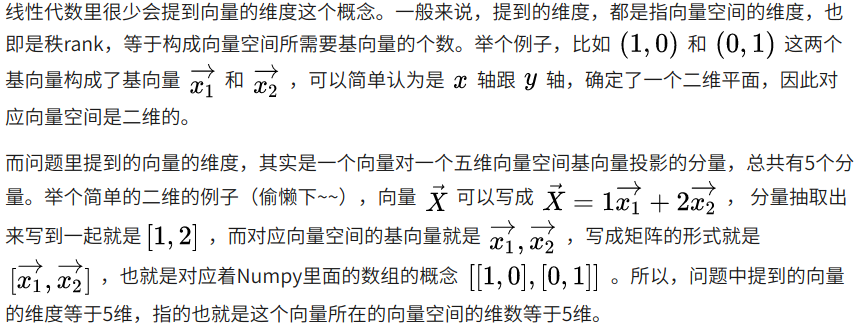 线性代数里很少会提到向量的维度这个概念。一般来说，提到的维度，都是指向量空间的维度，也
即是秩rank，等于构成向量空间所需要基向量的个数。举个例子，比如 (1,0) 和 (0,1) 这两个
基向量构成了基向量 $\overrightarrow{x_1}$ 和 $\overrightarrow{x_2}$ ，可以简单认为是 x 轴跟 y 轴，确定了一个二维平面，因此对
应向量空间是二维的。
而问题里提到的向量的维度，其实是一个向量对一个五维向量空间基向量投影的分量，总共有5个分
量。举个简单的二维的例子（偷懒下~~），向量 $\vec{X}$ 可以写成 $\vec{X} = 1\overrightarrow{x_1} + 2\overrightarrow{x_2}$ ， 分量抽取出
来写到一起就是 [1,2] ，而对应向量空间的基向量就是 $\overrightarrow{x_1}, \overrightarrow{x_2}$ ，写成矩阵的形式就是
$[\overrightarrow{x_1}, \overrightarrow{x_2}]$ ，也就是对应着Numpy里面的数组的概念 [[1,0],[0,1]] 。所以，问题中提到的向量
的维度等于5维，指的也就是这个向量所在的向量空间的维数等于5维。